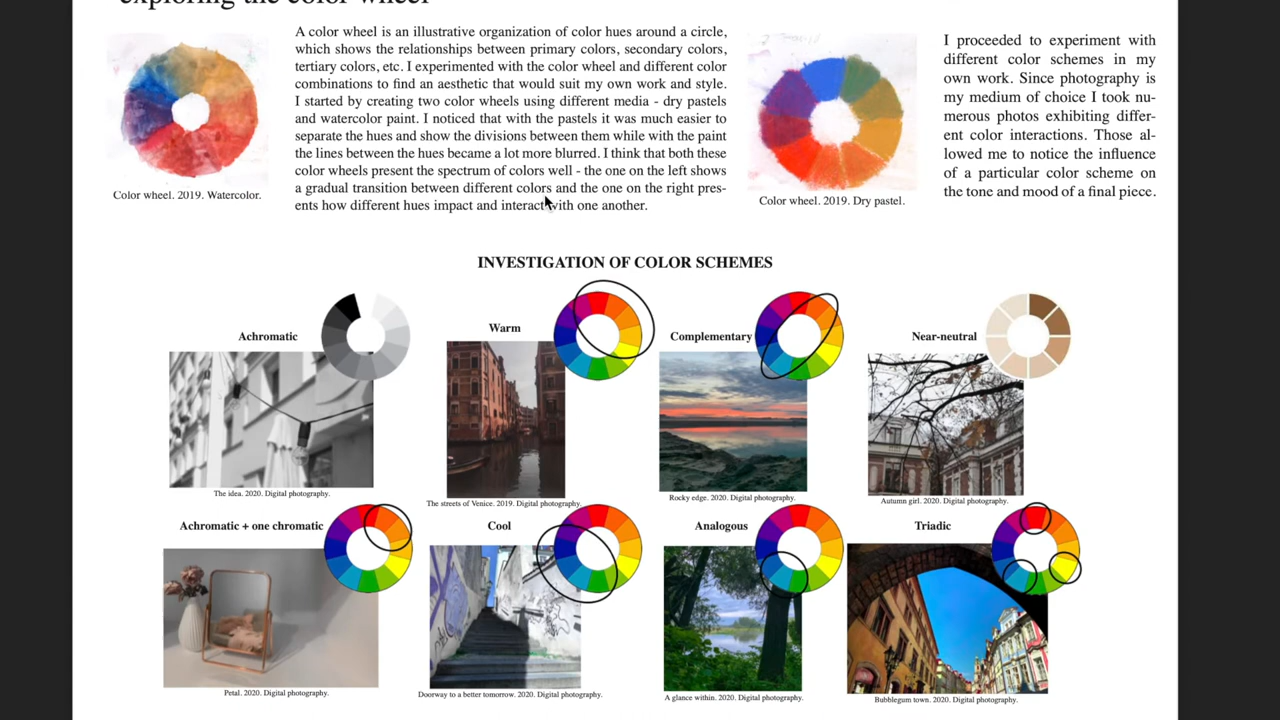 exploring the color wheel
A color wheel is an illustrative organization of color hues around a circle,
which shows the relationships between primary colors, secondary colors,
tertiary colors, etc. I experimented with the color wheel and different color
combinations to find an aesthetic that would suit my own work and style.
I started by creating two color wheels using different media - dry pastels
and watercolor paint. I noticed that with the pastels it was much easier to
separate the hues and show the divisions between them while with the paint
the lines between the hues became a lot more blurred. I think that both these
color wheels present the spectrum of colors well - the one on the left shows
a gradual transition between different colors and the one on the right pres-
ents how different hues impact and interact with one another.
Color wheel. 2019. Watercolor.
Color wheel. 2019. Dry pastel.
I proceeded to experiment with
different color schemes in my
own work. Since photography is
my medium of choice I took nu-
merous photos exhibiting differ-
ent color interactions. Those al-
lowed me to notice the influence
of a particular color scheme on
the tone and mood of a final piece.
INVESTIGATION OF COLOR SCHEMES
Achromatic
Warm
Complementary
Near-neutral
The idea. 2020. Digital photography.
The streets of Venice. 2019. Digital photography.
Rocky edge. 2020. Digital photography.
Autumn girl. 2020. Digital photography.
Achromatic + one chromatic
Cool
Analogous
Triadic
Petal. 2020. Digital photography.
Doorway to a better tomorrow. 2020. Digital photography.
A glance within. 2020. Digital photography.
Bubblegum town. 2020. Digital photography.